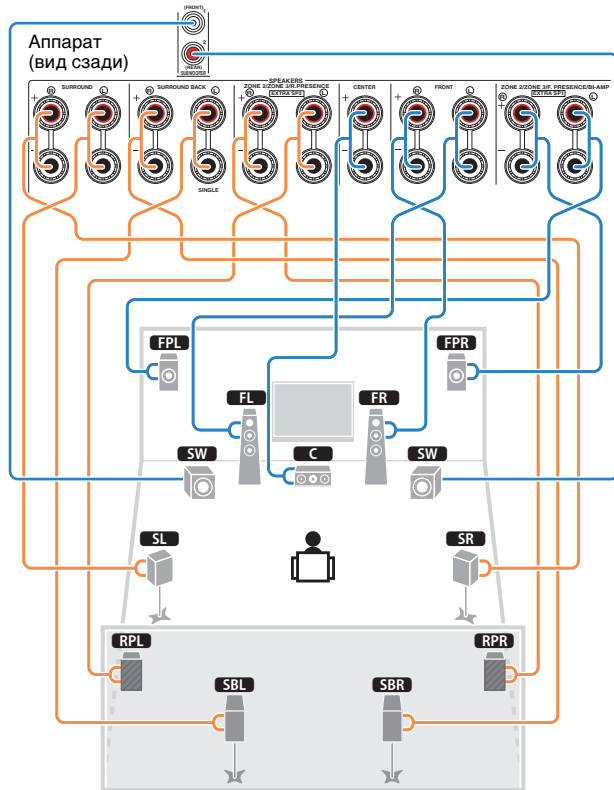 (FRONT) 1
2
(REAR)
SUBWOOFER
Аппарат
(вид сзади)
SPEAKERS
SURROUND
SURROUND BACK
ZONE 2/ZONE 3/R.PRESENCE
EXTRA SP2
CENTER
FRONT
ZONE 2/ZONE 3/F. PRESENCE/BI-AMP
EXTRA SP1
R L R L R L R L R L
+ + + + + +
– – – – – –
SINGLE
FPL FPR
FL FR
SW C SW
SL SR
RPL RPR
SBL SBR